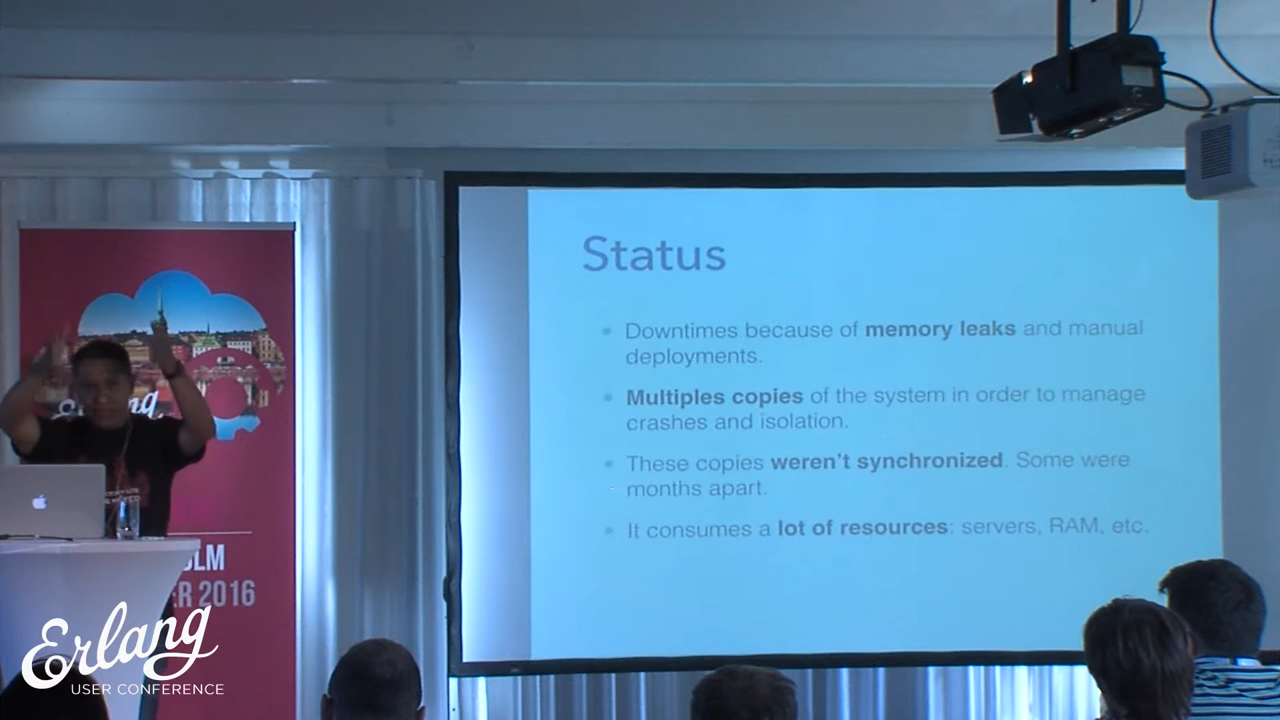 Status
• Downtimes because of memory leaks and manual
deployments.
• Multiples copies of the system in order to manage
crashes and isolation.
• These copies weren't synchronized. Some were
months apart.
• It consumes a lot of resources: servers, RAM, etc.
2016
Erlang
USER CONFERENCE